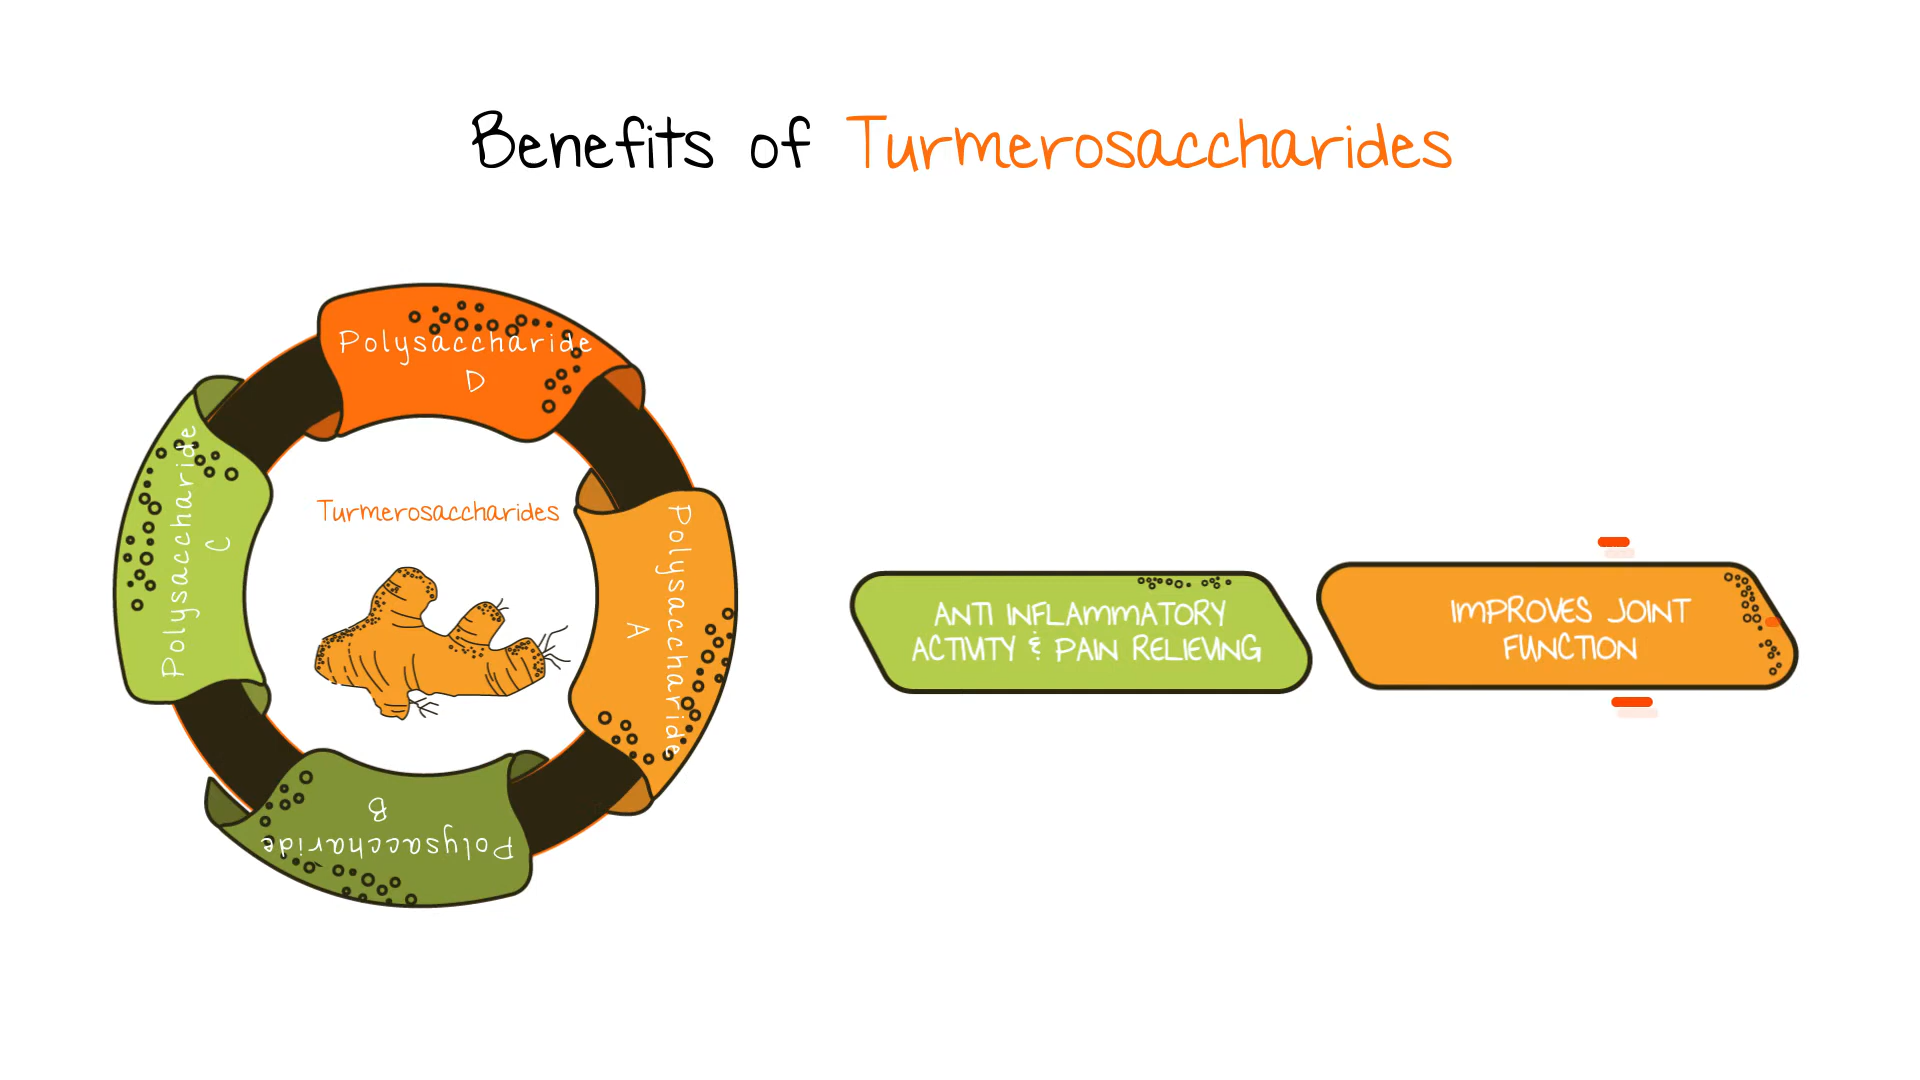 Benefits of Turmerosaccharides
Polysaccharide
D
Polysaccharide
C
Turmerosaccharides
Polysaccharide
A
Polysaccharide
B
ANTI INFLAMMATORY
ACTIVITY & PAIN RELIEVING
IMPROVES JOINT
FUNCTION